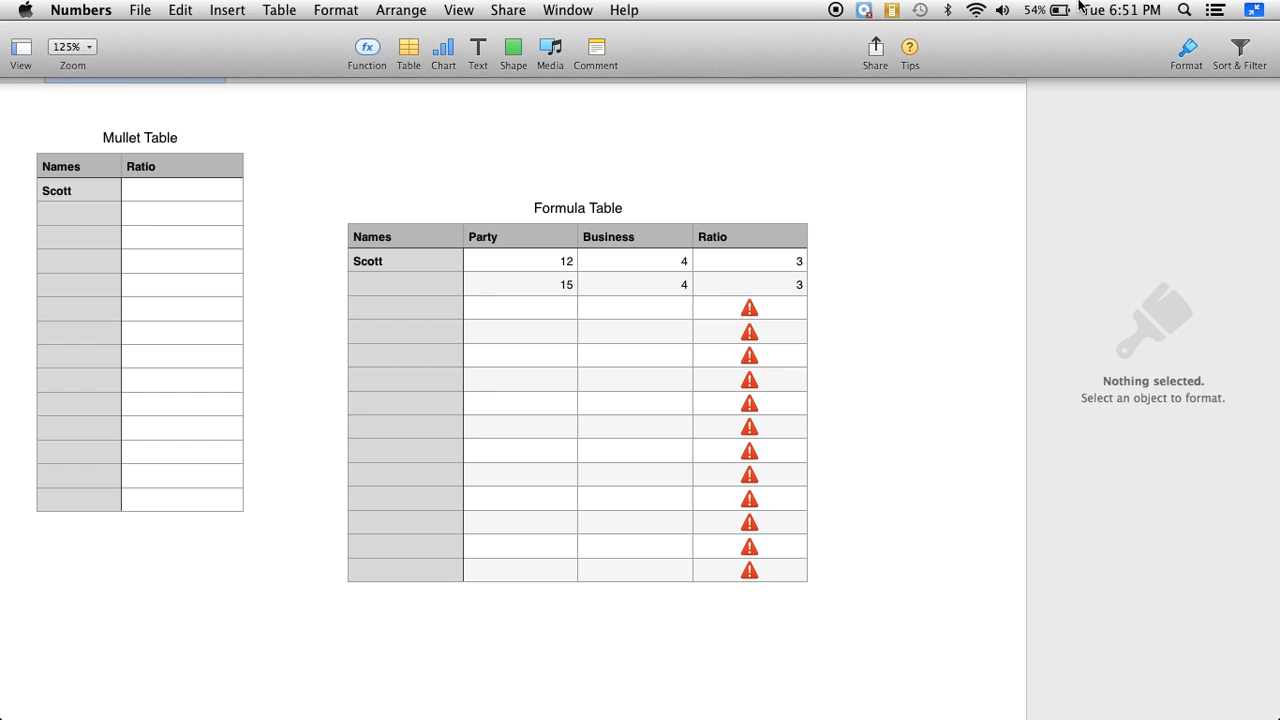 Numbers File Edit Insert Table Format Arrange View Share Window Help 54% Tue 6:51 PM
125%
View Zoom fx Function Table Chart Text Shape Media Comment Share ? Tips Format Sort & Filter
Mullet Table
Names Ratio
Scott
Formula Table
Names Party Business Ratio
Scott 12 4 3
15 4 3
Nothing selected.
Select an object to format.